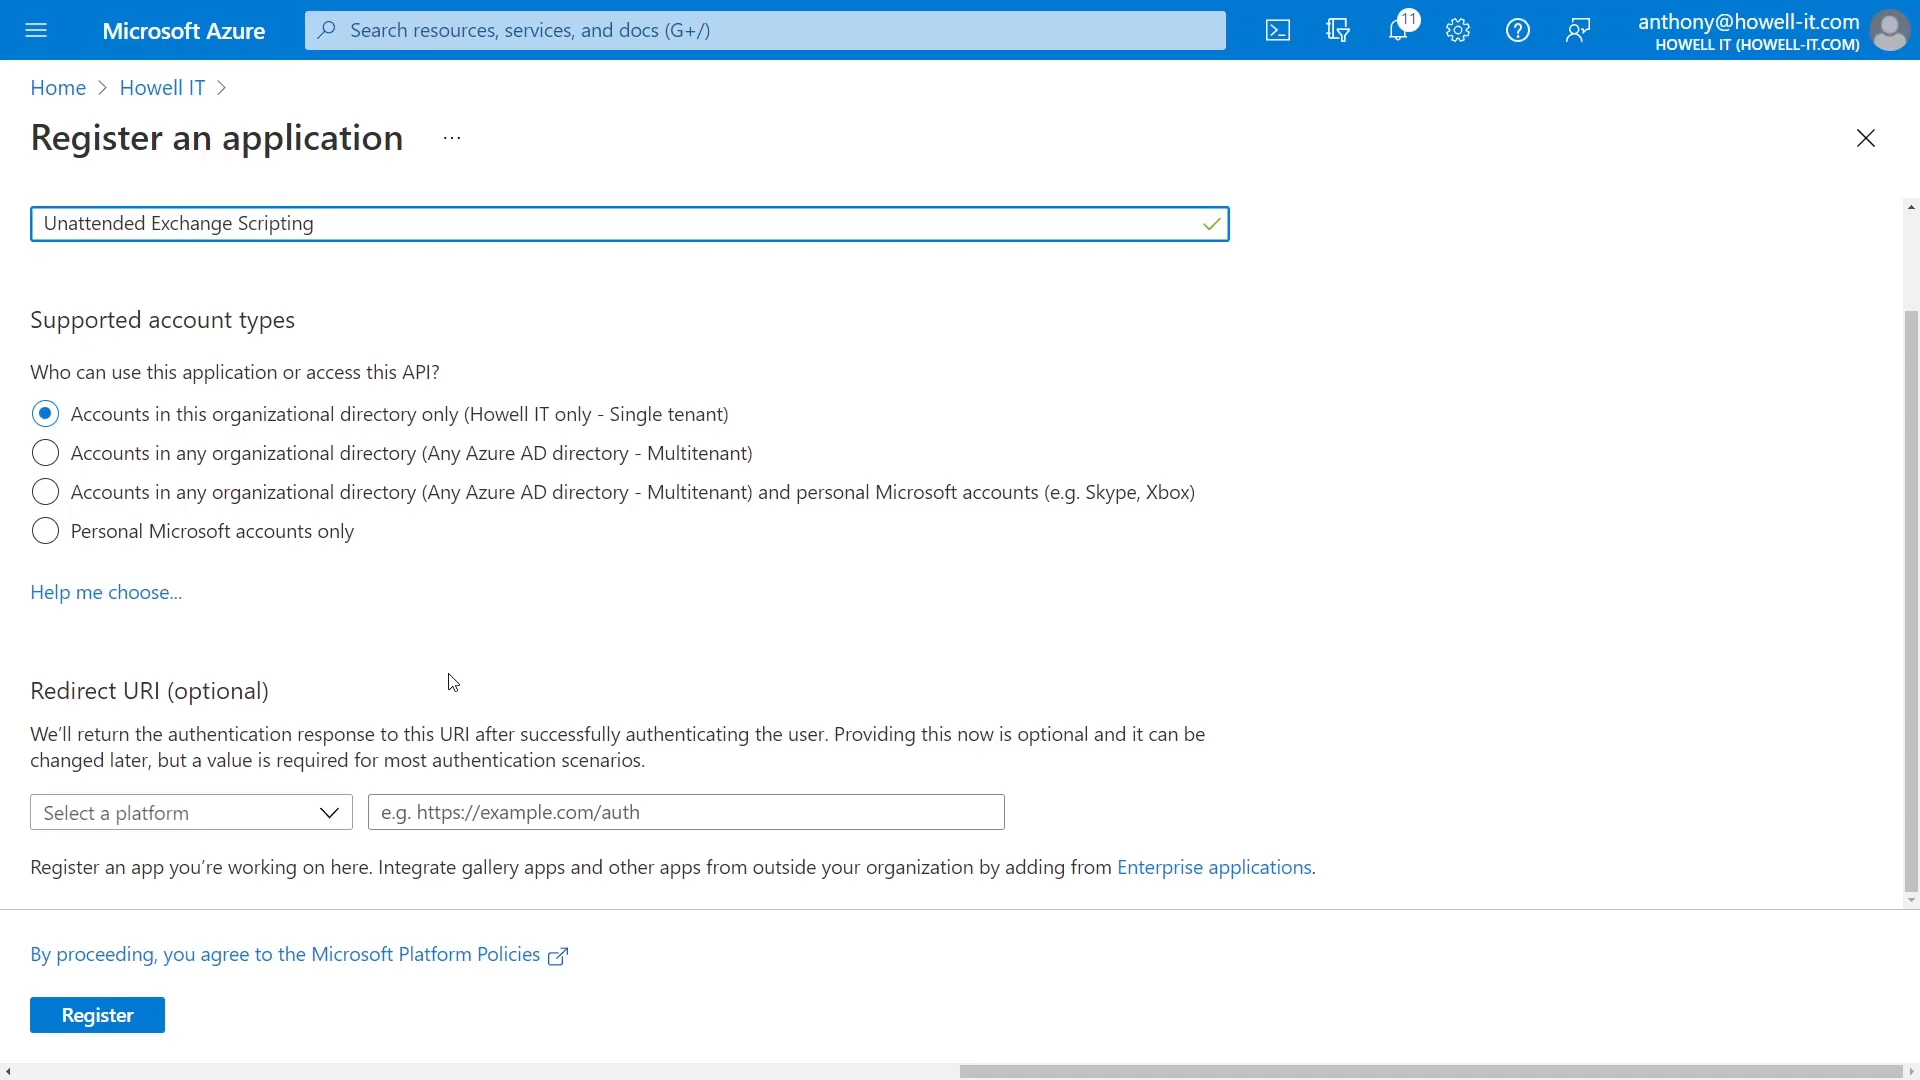 Microsoft Azure
Search resources, services, and docs (G+/)
11
anthony@howell-it.com
HOWELL IT (HOWELL-IT.COM)
Home
Howell IT
Register an application
...
Unattended Exchange Scripting
Supported account types
Who can use this application or access this API?
Accounts in this organizational directory only (Howell IT only - Single tenant)
Accounts in any organizational directory (Any Azure AD directory - Multitenant)
Accounts in any organizational directory (Any Azure AD directory - Multitenant) and personal Microsoft accounts (e.g. Skype, Xbox)
Personal Microsoft accounts only
Help me choose...
Redirect URI (optional)
We'll return the authentication response to this URI after successfully authenticating the user. Providing this now is optional and it can be
changed later, but a value is required for most authentication scenarios.
Select a platform
e.g. https://example.com/auth
Register an app you're working on here. Integrate gallery apps and other apps from outside your organization by adding from Enterprise applications.
By proceeding, you agree to the Microsoft Platform Policies
Register